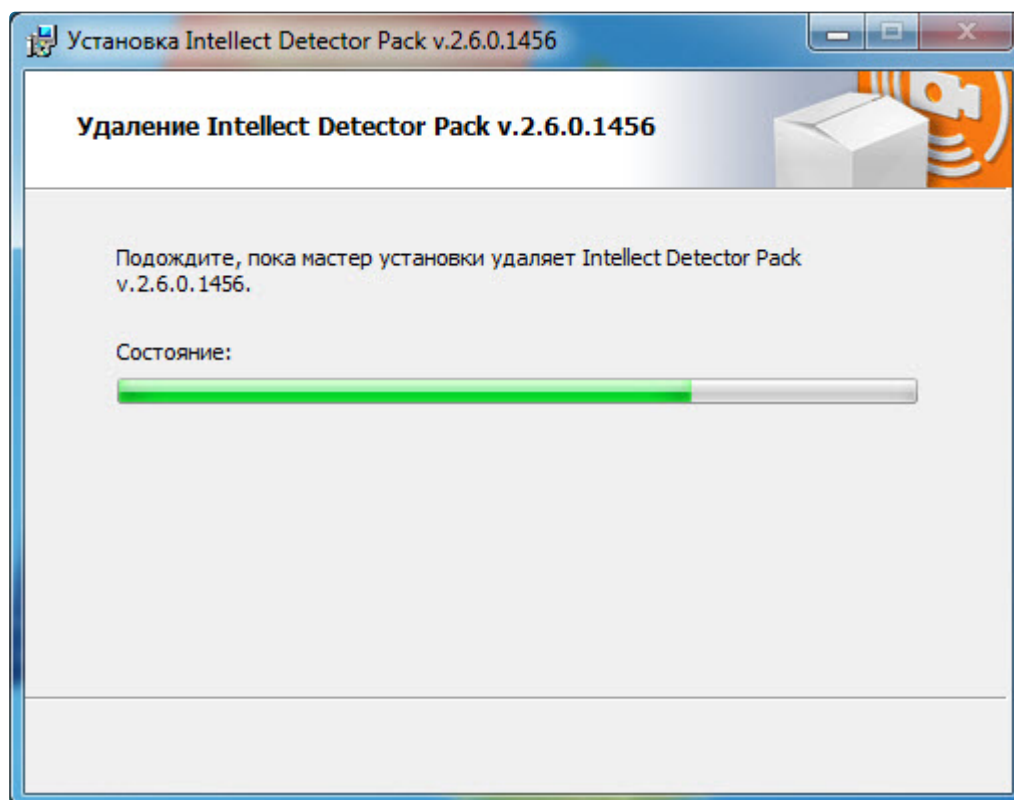 Установка Intellect Detector Pack v.2.6.0.1456
Удаление Intellect Detector Pack v.2.6.0.1456
Подождите, пока мастер установки удаляет Intellect Detector Pack
v.2.6.0.1456.
Состояние: